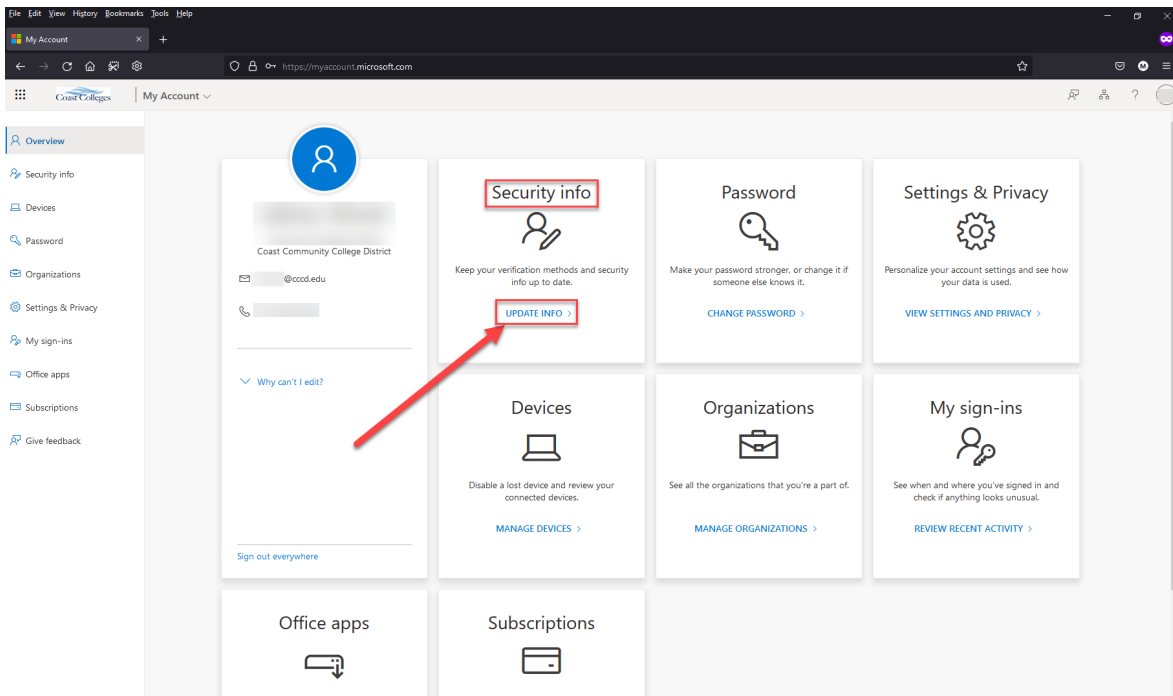 File Edit View History Bookmarks Tools Help
My Account
https://myaccount.microsoft.com
M
Coast Colleges
My Account
?
Overview
Security info
Devices
Password
Organizations
Settings & Privacy
My sign-ins
Office apps
Subscriptions
Give feedback
Coast Community College District
@cccd.edu
Why can't I edit?
Sign out everywhere
Security info
Keep your verification methods and security
info up to date.
UPDATE INFO >
Password
Make your password stronger, or change it if
someone else knows it.
CHANGE PASSWORD >
Settings & Privacy
Personalize your account settings and see how
your data is used.
VIEW SETTINGS AND PRIVACY >
Devices
Disable a lost device and review your
connected devices.
MANAGE DEVICES >
Organizations
See all the organizations that you're a part of.
MANAGE ORGANIZATIONS >
My sign-ins
See when and where you've signed in and
check if anything looks unusual.
REVIEW RECENT ACTIVITY >
Office apps
Subscriptions